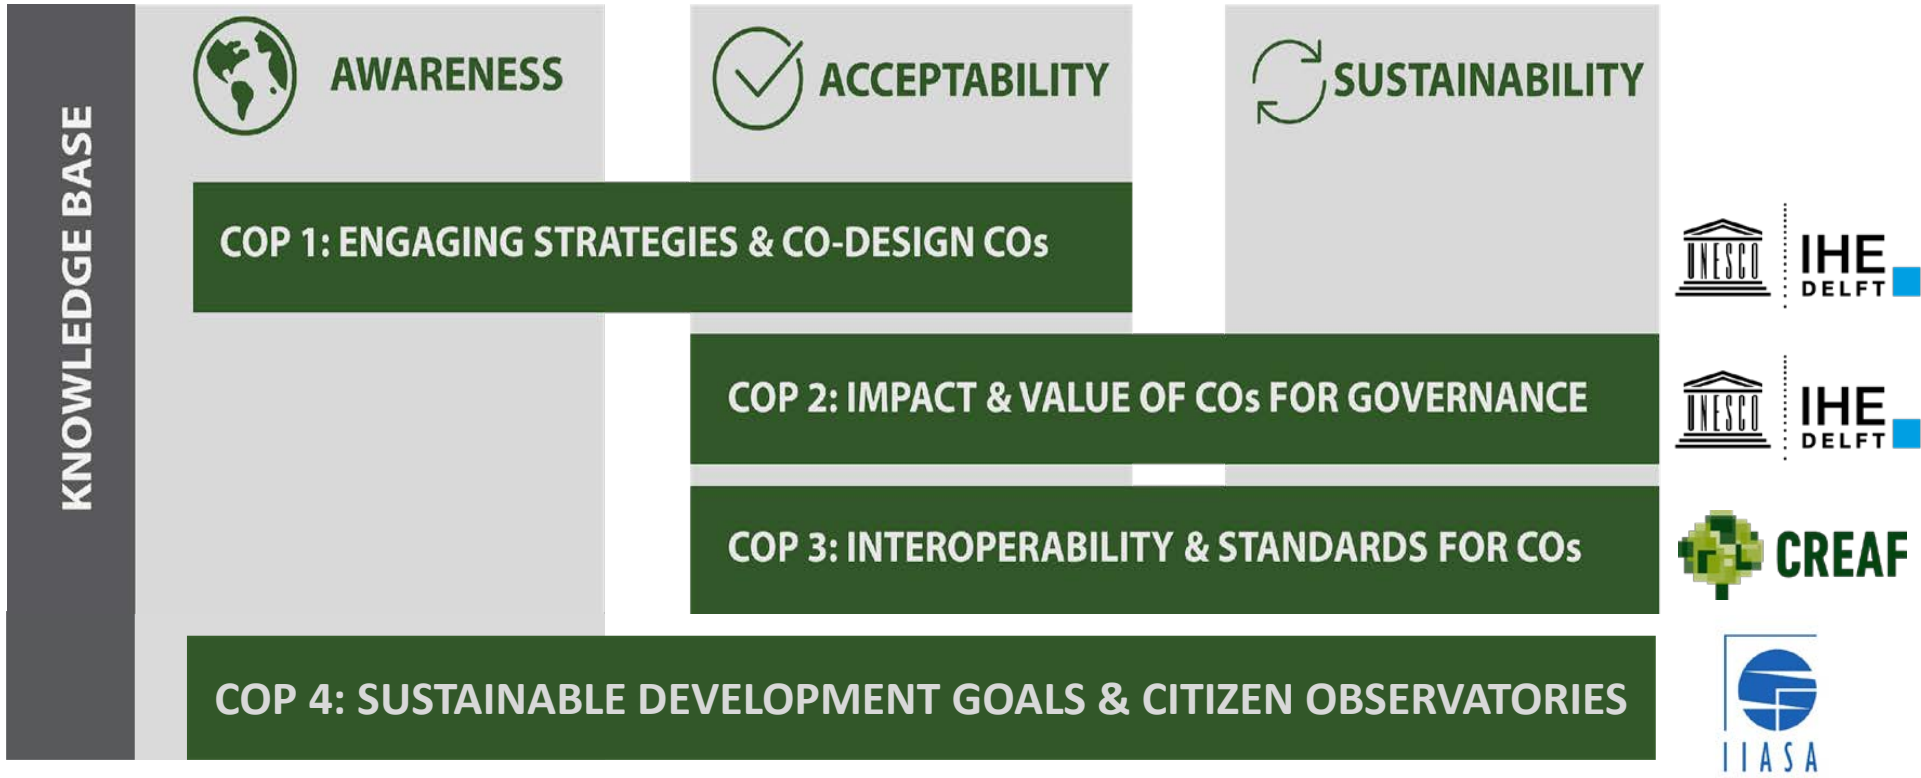 KNOWLEDGE BASE
AWARENESS
ACCEPTABILITY
SUSTAINABILITY
COP 1: ENGAGING STRATEGIES & CO-DESIGN COs
UNESCO
IHE
DELFT
COP 2: IMPACT & VALUE OF COs FOR GOVERNANCE
UNESCO
IHE
DELFT
COP 3: INTEROPERABILITY & STANDARDS FOR COs
CREAF
COP 4: SUSTAINABLE DEVELOPMENT GOALS & CITIZEN OBSERVATORIES
IIASA